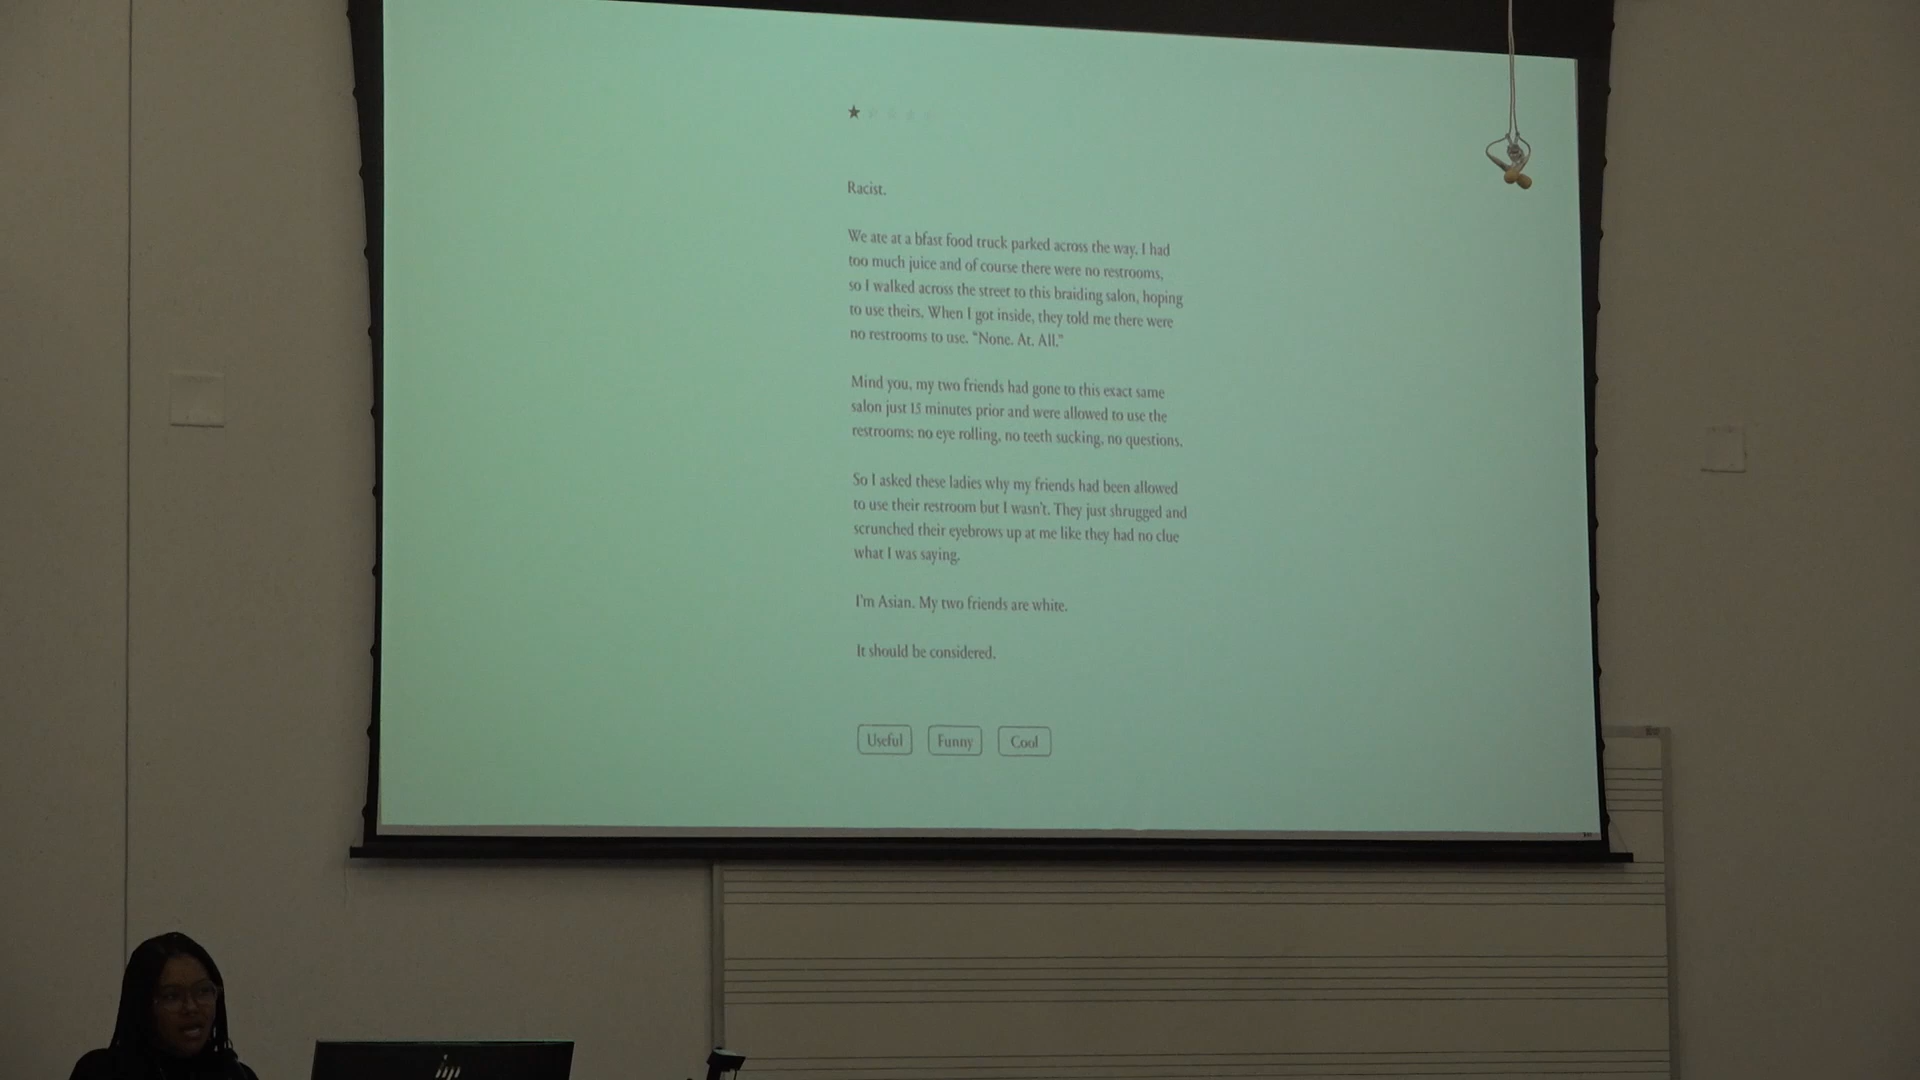 Racist.
We ate at a bfast food truck parked across the way. I had
too much juice and of course there were no restrooms,
so I walked across the street to this braiding salon, hoping
to use theirs. When I got inside, they told me there were
no restrooms to use. “None. At. All.”
Mind you, my two friends had gone to this exact same
salon just 15 minutes prior and were allowed to use the
restrooms; no eye rolling, no teeth sucking, no questions.
So I asked these ladies why my friends had been allowed
to use their restroom but I wasn't. They just shrugged and
scrunched their eyebrows up at me like they had no clue
what I was saying.
I'm Asian. My two friends are white.
It should be considered.
Useful Funny Cool
hp